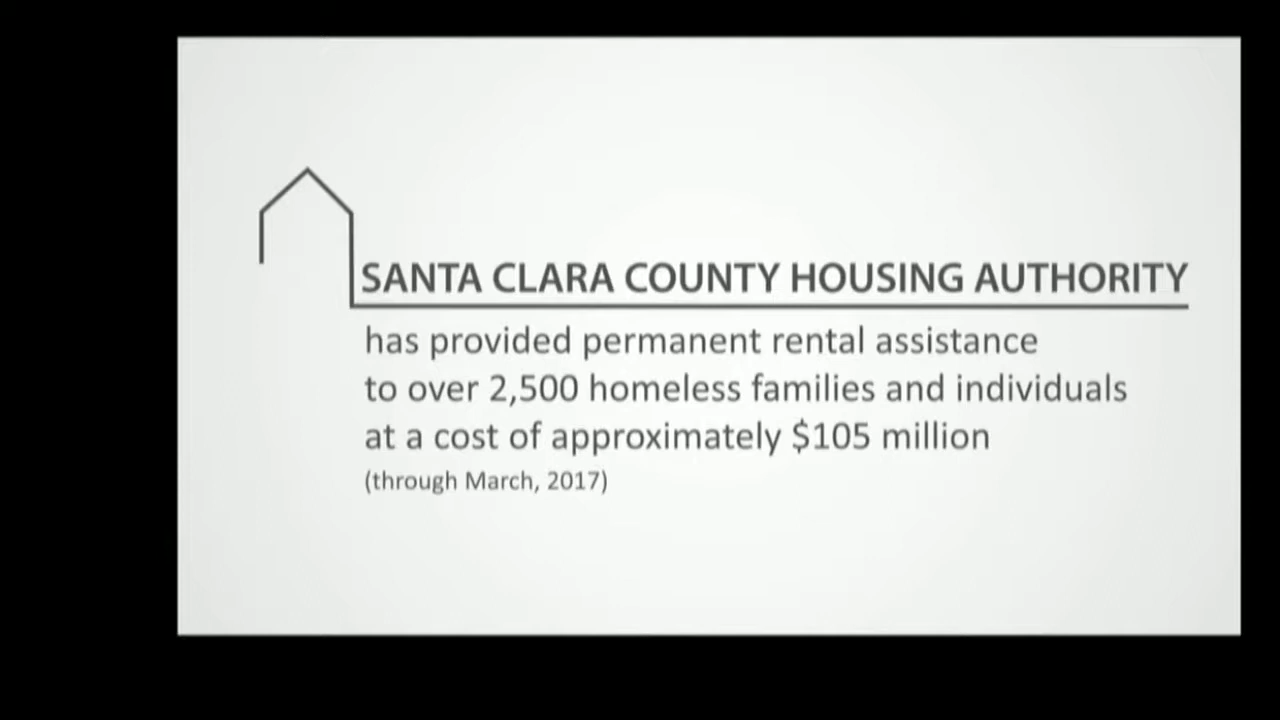 SANTA CLARA COUNTY HOUSING AUTHORITY
has provided permanent rental assistance
to over 2,500 homeless families and individuals
at a cost of approximately $105 million
(through March, 2017)